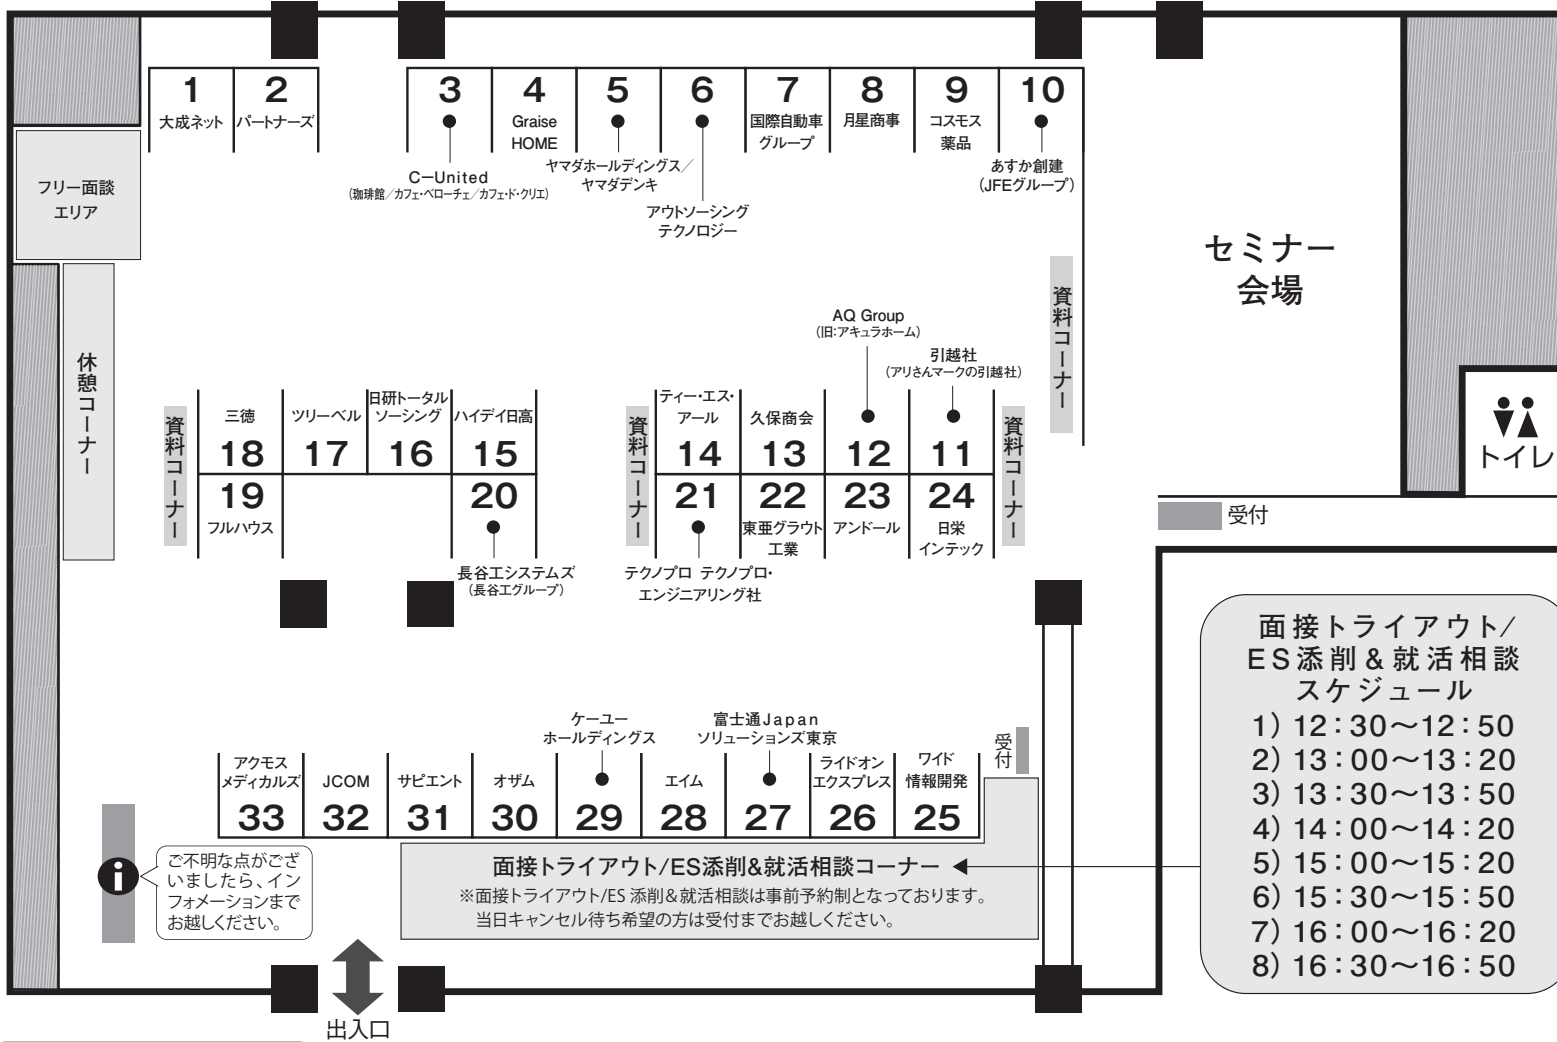 1
大成ネット
2
パートナーズ
3
C−United
(珈琲館/カフェ・ベローチェ/カフェ・ド・クリエ)
4
Graise
HOME
5
ヤマダホールディングス/
ヤマダデンキ
6
アウトソーシング
テクノロジー
7
国際自動車
グループ
8
月星商事
9
コスモス
薬品
10
あすか創建
(JFEグループ)
フリー面談
エリア
休憩コーナー
セミナー
会場
資料コーナー
トイレ
受付
資料コーナー
三徳
18
ツリーベル
17
日研トータル
ソーシング
16
ハイデイ日高
15
資料コーナー
ティー・エス・
アール
14
久保商会
13
AQ Group
(旧:アキュラホーム)
12
引越社
(アリさんマークの引越社)
11
資料コーナー
19
フルハウス
20
長谷工システムズ
(長谷工グループ)
21
テクノプロ テクノプロ・
エンジニアリング社
22
東亜グラウト
工業
23
アンドール
24
日栄
インテック
アクモス
メディカルズ
33
JCOM
32
サピエント
31
オザム
30
ケーユー
ホールディングス
29
エイム
28
富士通Japan
ソリューションズ東京
27
ライドオン
エクスプレス
26
ワイド
情報開発
25
受付
面接トライアウト/ES添削&就活相談コーナー
※面接トライアウト/ES 添削&就活相談は事前予約制となっております。
当日キャンセル待ち希望の方は受付までお越しください。
i
ご不明な点がござ
いましたら、イン
フォメーションまで
お越しください。
出入口
面接トライアウト/
ES添削&就活相談
スケジュール
1) 12:30〜12:50
2) 13:00〜13:20
3) 13:30〜13:50
4) 14:00〜14:20
5) 15:00〜15:20
6) 15:30〜15:50
7) 16:00〜16:20
8) 16:30〜16:50